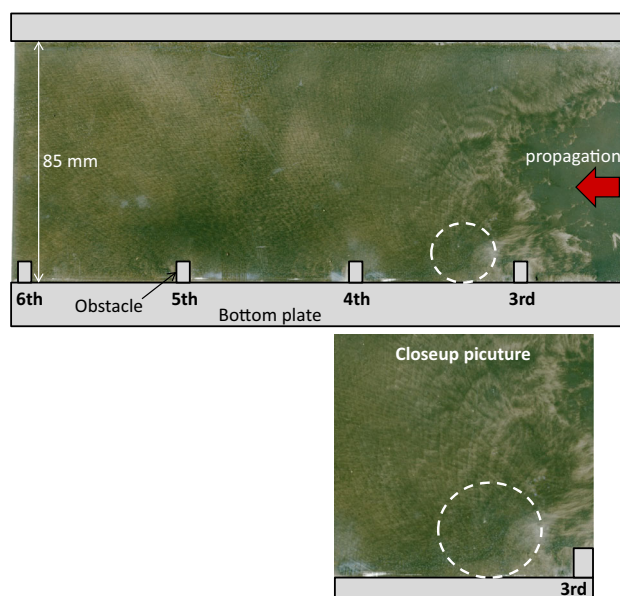 85 mm
propagation
6th
Obstacle
5th
4th
3rd
Bottom plate
Closeup picuture
3rd